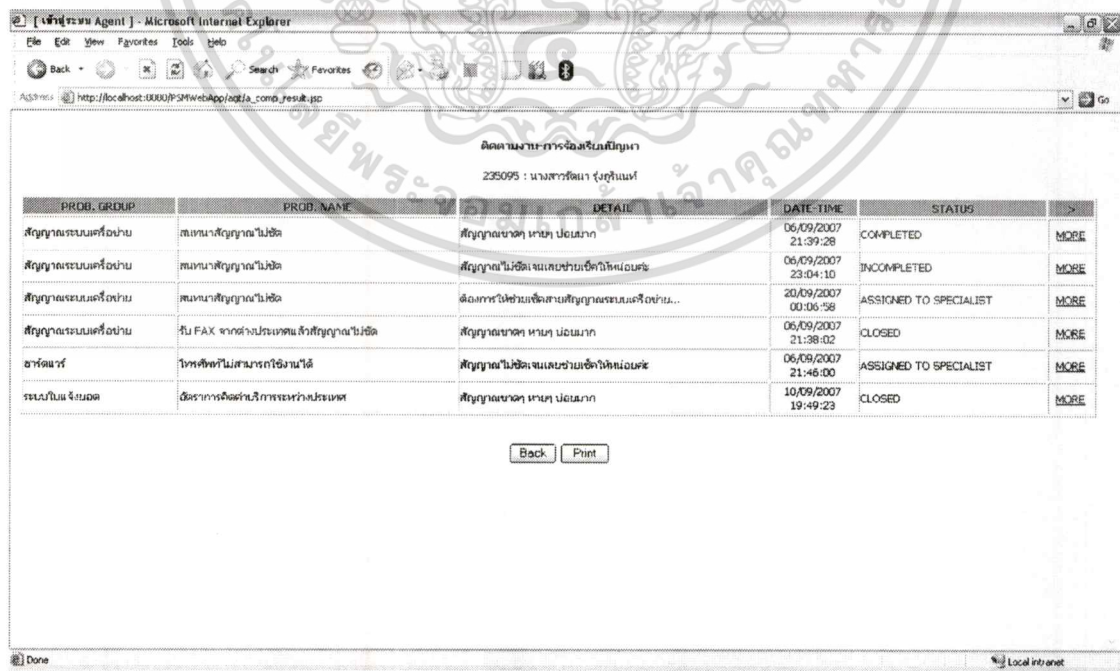 [ เข้าสู่ระบบ Agent ] - Microsoft Internet Explorer
File Edit View Favorites Tools Help
Back Search Favorites
Address http://localhost:8080/PSMWebApp/agt/a_comp_result.jsp Go
ติดตามงาน-การร้องเรียนปัญหา
235095 : นางสาวรัตนา รุ่งภูรินนท์
PROB. GROUP PROB. NAME DETAIL DATE-TIME STATUS >
สัญญาณระบบเครือข่าย สนทนาสัญญาณไม่ชัด สัญญาณขาดๆ หายๆ บ่อยมาก 06/09/2007 21:39:28 COMPLETED MORE
สัญญาณระบบเครือข่าย สนทนาสัญญาณไม่ชัด สัญญาณไม่ชัดเจนเลยช่วยเช็คให้หน่อยค่ะ 06/09/2007 23:04:10 INCOMPLETED MORE
สัญญาณระบบเครือข่าย สนทนาสัญญาณไม่ชัด ต้องการให้ช่วยเช็คสายสัญญาณระบบเครือข่าย... 20/09/2007 00:06:58 ASSIGNED TO SPECIALIST MORE
สัญญาณระบบเครือข่าย รับ FAX จากต่างประเทศแล้วสัญญาณไม่ชัด สัญญาณขาดๆ หายๆ บ่อยมาก 06/09/2007 21:38:02 CLOSED MORE
ฮาร์ดแวร์ โทรศัพท์ไม่สามารถใช้งานได้ สัญญาณไม่ชัดเจนเลยช่วยเช็คให้หน่อยค่ะ 06/09/2007 21:46:00 ASSIGNED TO SPECIALIST MORE
ระบบใบแจ้งยอด อัตราการคิดค่าบริการระหว่างประเทศ สัญญาณขาดๆ หายๆ บ่อยมาก 10/09/2007 19:49:23 CLOSED MORE
Back Print
Done Local intranet